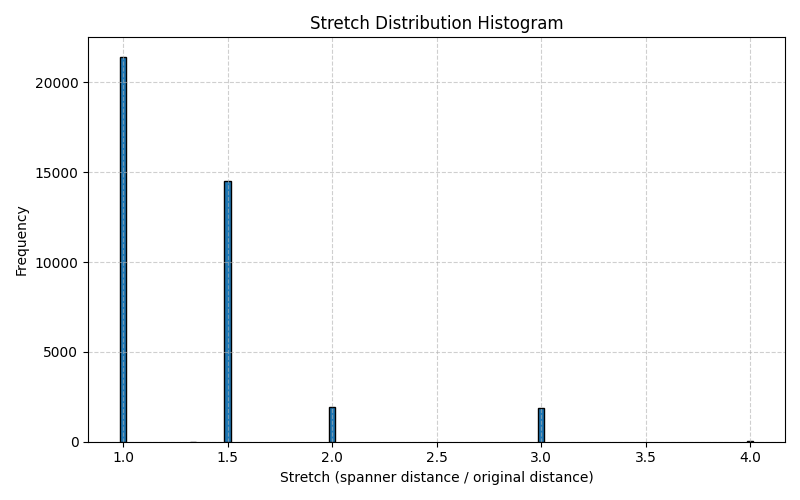 Stretch Distribution Histogram
20000
15000
10000
5000
0
Frequency
1.0 1.5 2.0 2.5 3.0 3.5 4.0
Stretch (spanner distance / original distance)